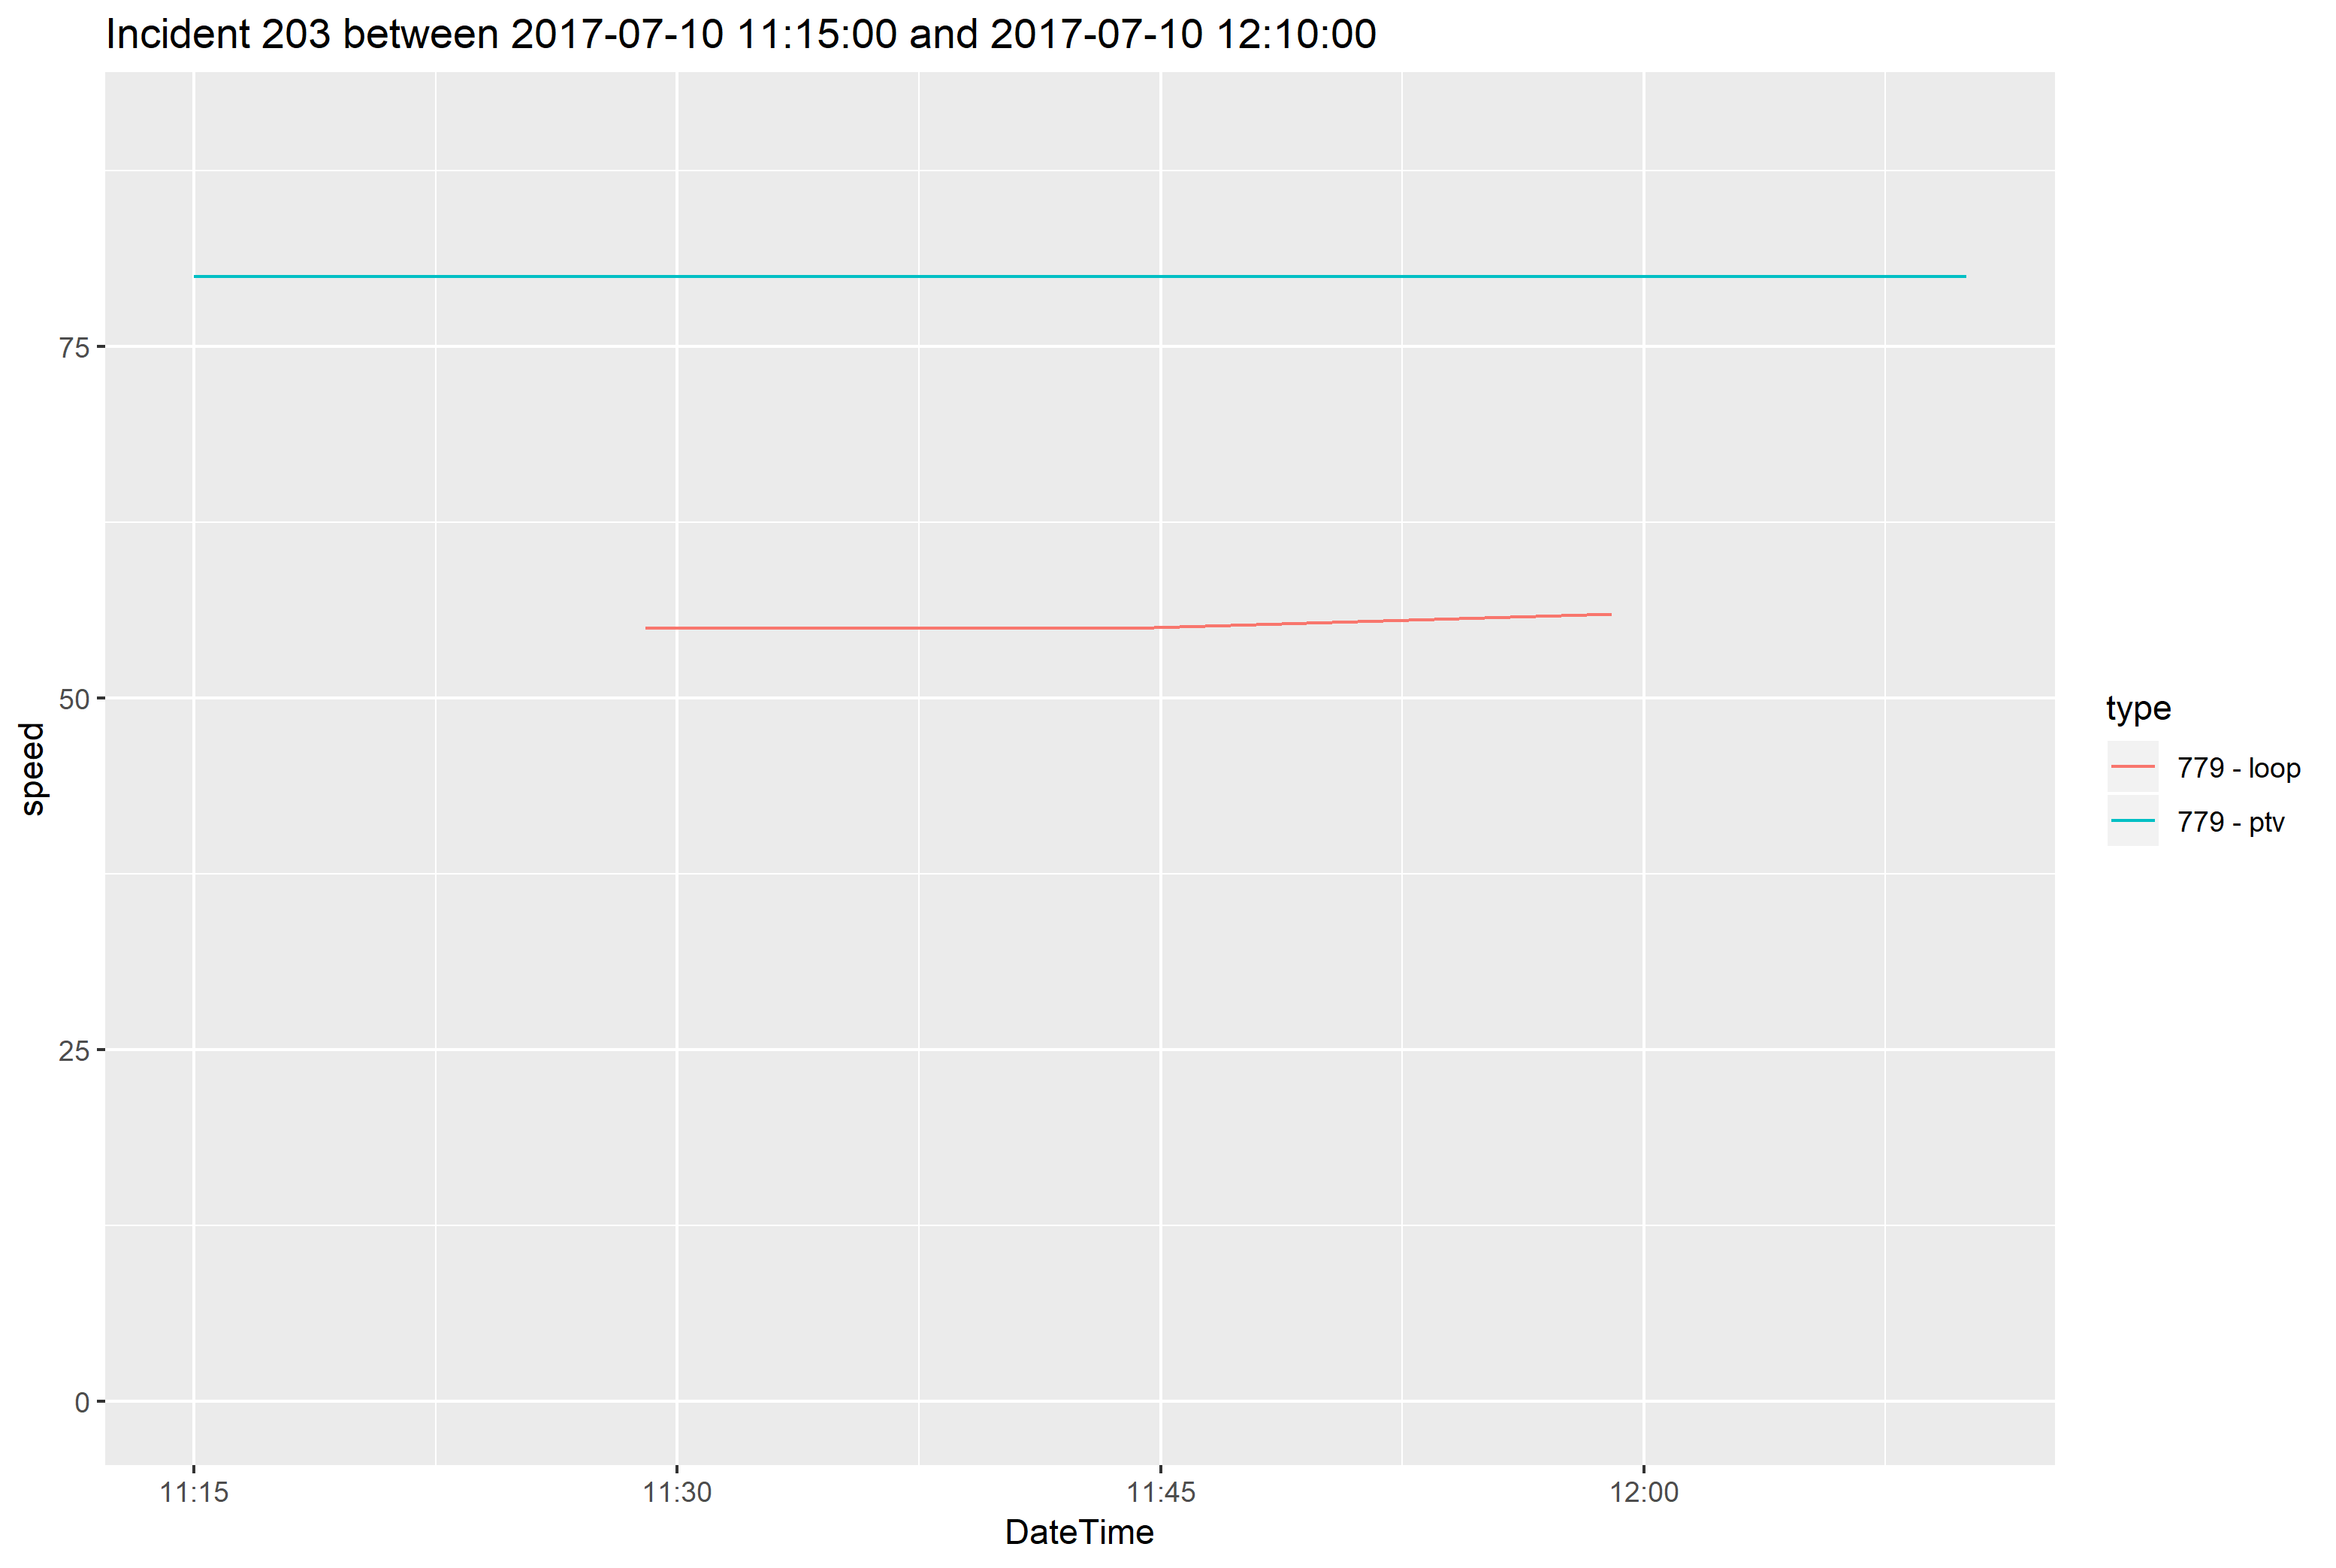 Incident 203 between 2017-07-10 11:15:00 and 2017-07-10 12:10:00
75
50
25
0
speed
11:15 11:30 11:45 12:00
DateTime
type
779 - loop
779 - ptv